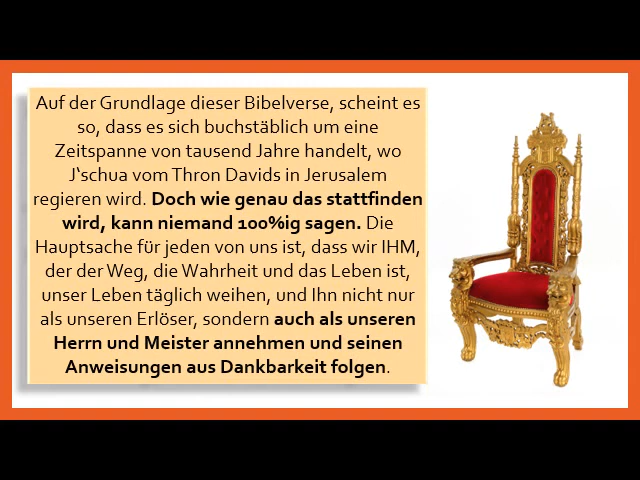 Auf der Grundlage dieser Bibelverse, scheint es
so, dass es sich buchstäblich um eine
Zeitspanne von tausend Jahre handelt, wo
J‘schua vom Thron Davids in Jerusalem
regieren wird. Doch wie genau das stattfinden
wird, kann niemand 100%ig sagen. Die
Hauptsache für jeden von uns ist, dass wir IHM,
der der Weg, die Wahrheit und das Leben ist,
unser Leben täglich weihen, und Ihn nicht nur
als unseren Erlöser, sondern auch als unseren
Herrn und Meister annehmen und seinen
Anweisungen aus Dankbarkeit folgen.